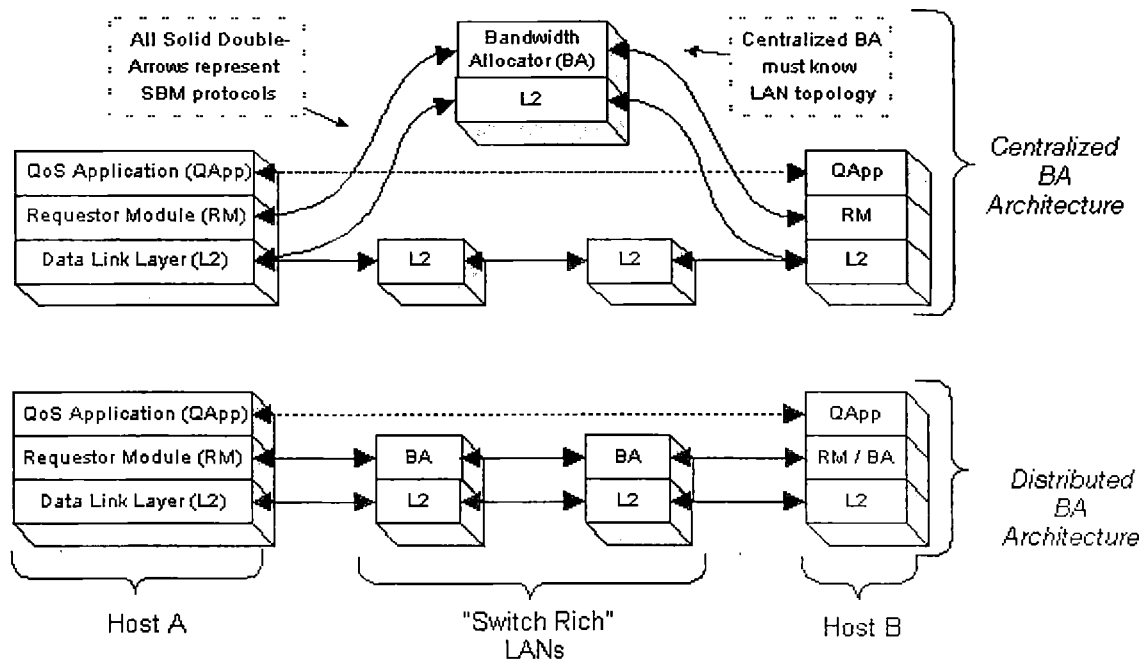 All Solid Double-
Arrows represent
SBM protocols
Bandwidth
Allocator (BA)
L2
Centralized BA
must know
LAN topology
QoS Application (QApp)
Requestor Module (RM)
Data Link Layer (L2)
L2
L2
QApp
RM
L2
Centralized
BA
Architecture
QoS Application (QApp)
Requestor Module (RM)
Data Link Layer (L2)
BA
L2
BA
L2
QApp
RM / BA
L2
Distributed
BA
Architecture
Host A
"Switch Rich"
LANs
Host B